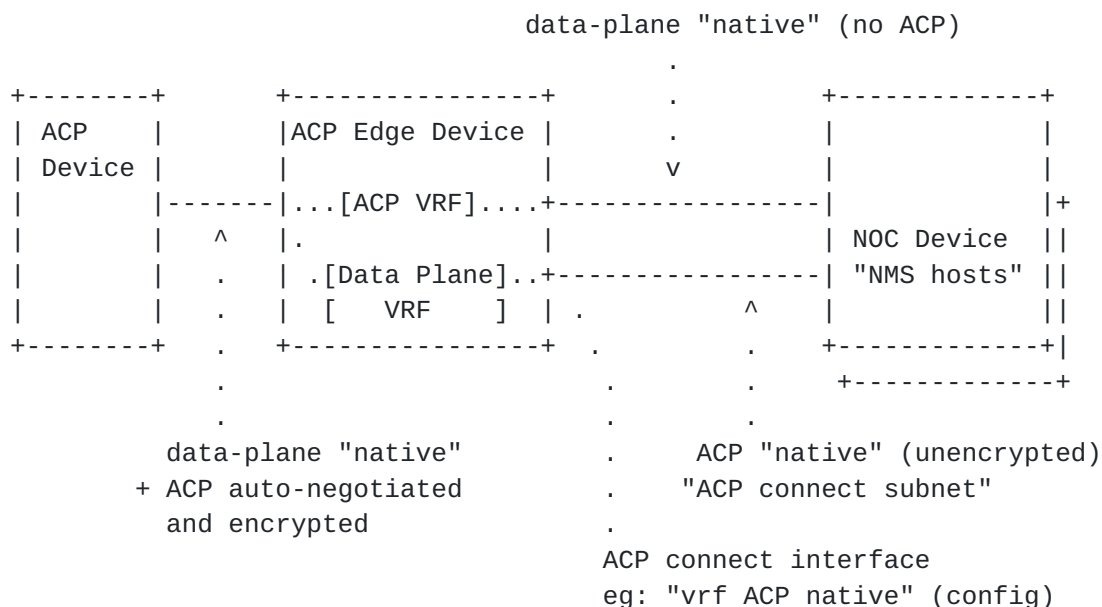 data-plane "native" (no ACP)
.
+--------+       +----------------+       .         +-------------+
| ACP    |       |ACP Edge Device |       .         |             |
| Device |       |                |       v         |             |
|        |-------|...[ACP VRF]....+-----------------|             |+
|        |   ^   |.               |                 | NOC Device  ||
|        |   .   | .[Data Plane]..+-----------------| "NMS hosts" ||
|        |   .   |  [   VRF     ] | .          ^    |             ||
+--------+   .   +----------------+  .         .    +-------------+|
.                        .        .     +-------------+
.                        .        .
data-plane "native"         .     ACP "native" (unencrypted)
+ ACP auto-negotiated         .    "ACP connect subnet"
and encrypted               .
ACP connect interface
eg: "vrf ACP native" (config)